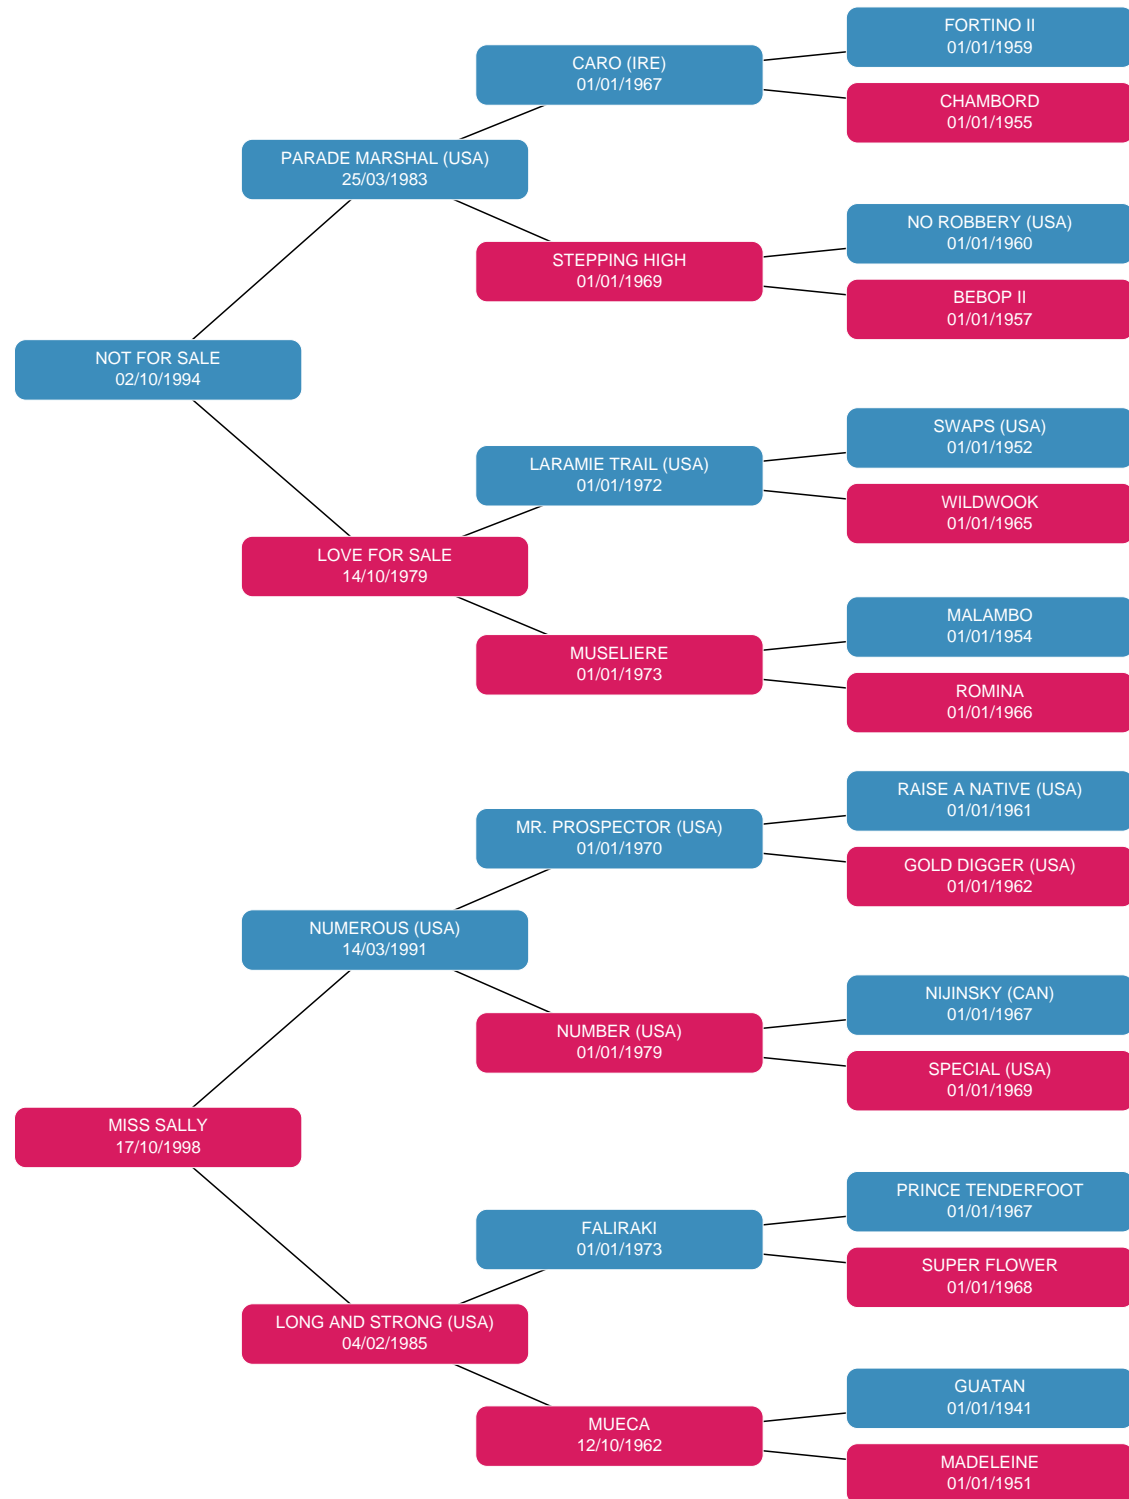 FORTINO II
01/01/1959
CARO (IRE)
01/01/1967
CHAMBORD
01/01/1955
PARADE MARSHAL (USA)
25/03/1983
NO ROBBERY (USA)
01/01/1960
STEPPING HIGH
01/01/1969
BEBOP II
01/01/1957
NOT FOR SALE
02/10/1994
SWAPS (USA)
01/01/1952
LARAMIE TRAIL (USA)
01/01/1972
WILDWOOK
01/01/1965
LOVE FOR SALE
14/10/1979
MALAMBO
01/01/1954
MUSELIERE
01/01/1973
ROMINA
01/01/1966
RAISE A NATIVE (USA)
01/01/1961
MR. PROSPECTOR (USA)
01/01/1970
GOLD DIGGER (USA)
01/01/1962
NUMEROUS (USA)
14/03/1991
NIJINSKY (CAN)
01/01/1967
NUMBER (USA)
01/01/1979
SPECIAL (USA)
01/01/1969
MISS SALLY
17/10/1998
PRINCE TENDERFOOT
01/01/1967
FALIRAKI
01/01/1973
SUPER FLOWER
01/01/1968
LONG AND STRONG (USA)
04/02/1985
GUATAN
01/01/1941
MUECA
12/10/1962
MADELEINE
01/01/1951